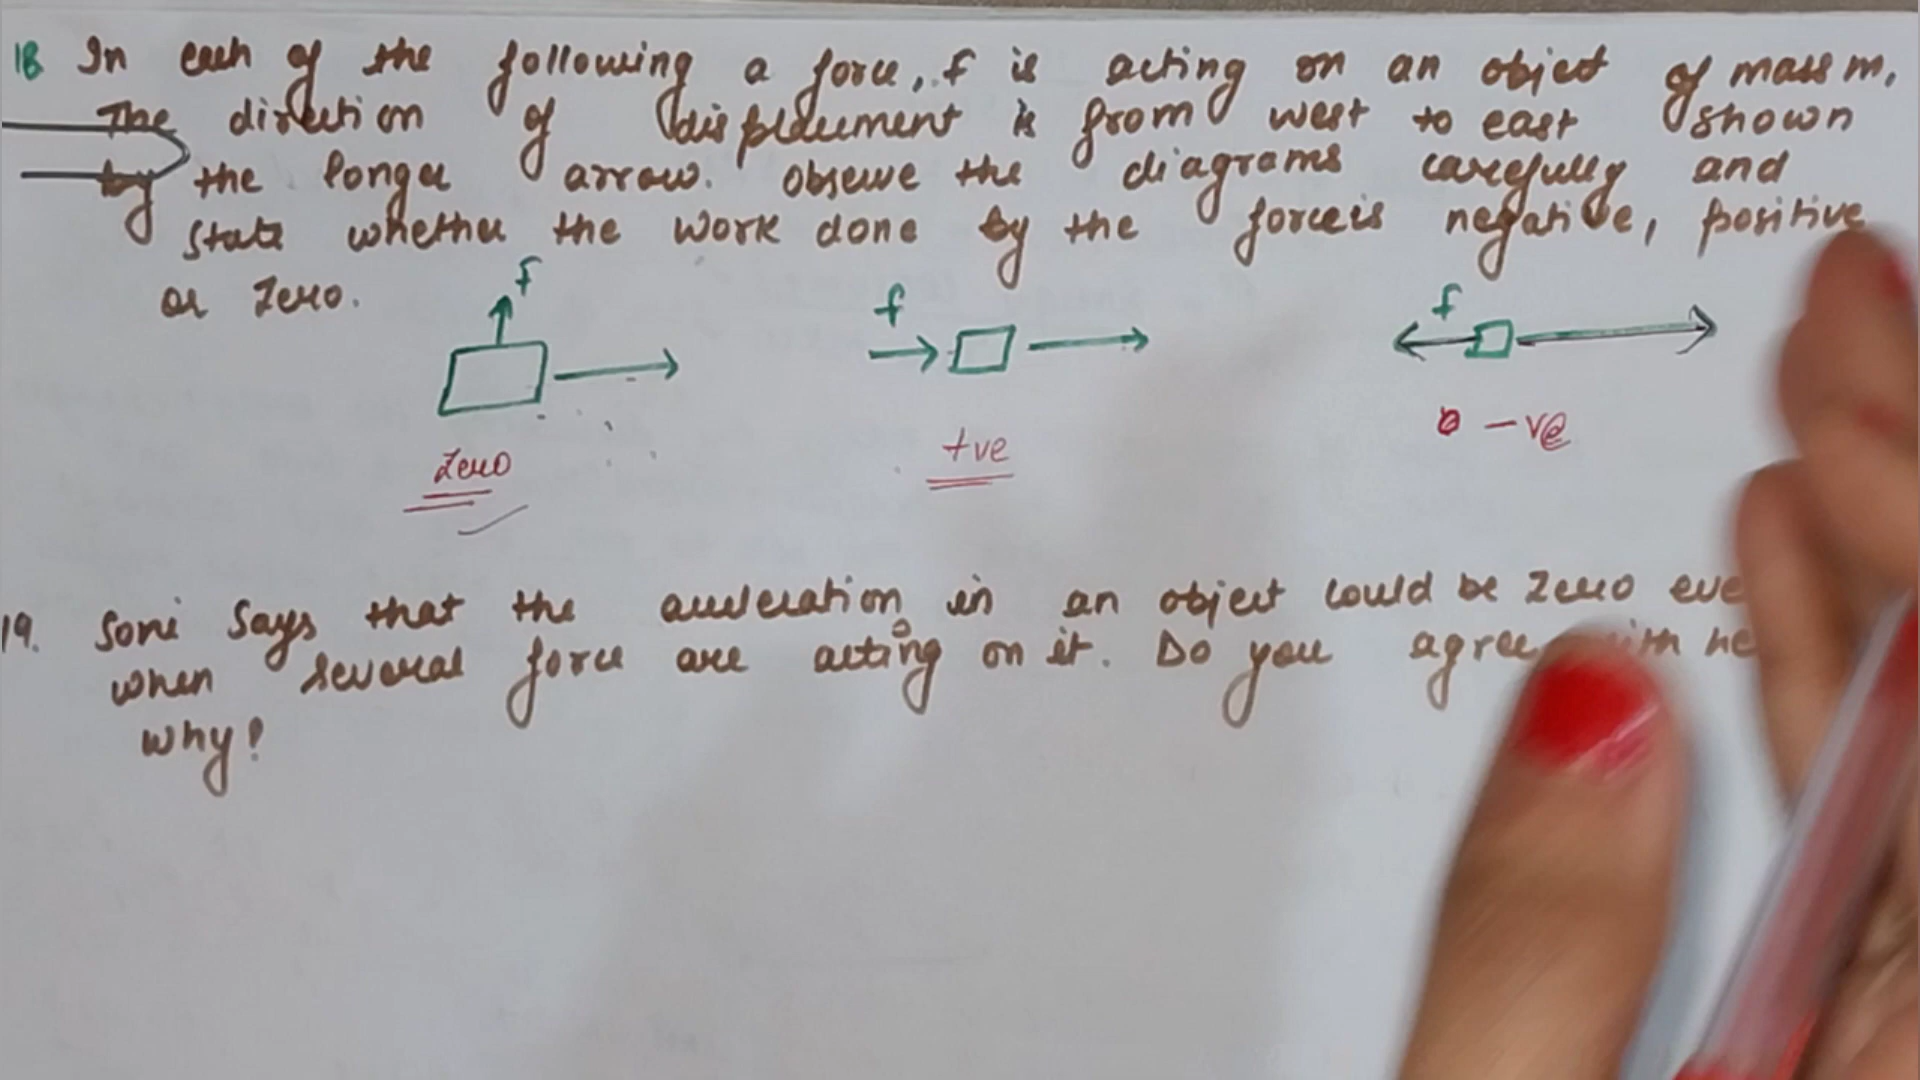 18 In each of the following a force, F is acting on an object of mass m,
The direction of displacement is from west to east shown
by the longer arrow. Observe the diagrams carefully and
state whether the work done by the force is negative, positive
or zero.
F
f
f
zero
+ve
-ve
19. Soni says that the acceleration in an object could be zero eve
when several force are acting on it. Do you agree with he
why?